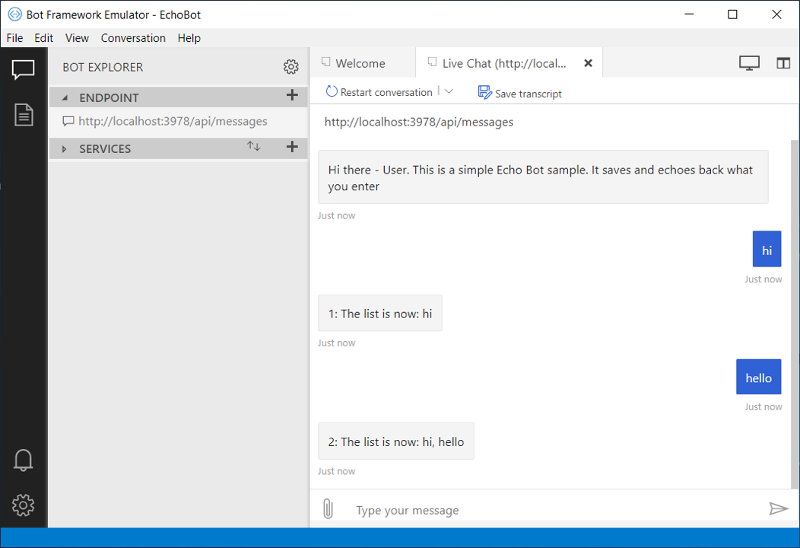 Bot Framework Emulator - EchoBot
File Edit View Conversation Help
BOT EXPLORER
ENDPOINT
http://localhost:3978/api/messages
SERVICES
Welcome
Live Chat (http://local...
Restart conversation
Save transcript
http://localhost:3978/api/messages
Hi there - User. This is a simple Echo Bot sample. It saves and echoes back what
you enter
Just now
hi
Just now
1: The list is now: hi
Just now
hello
Just now
2: The list is now: hi, hello
Just now
Type your message